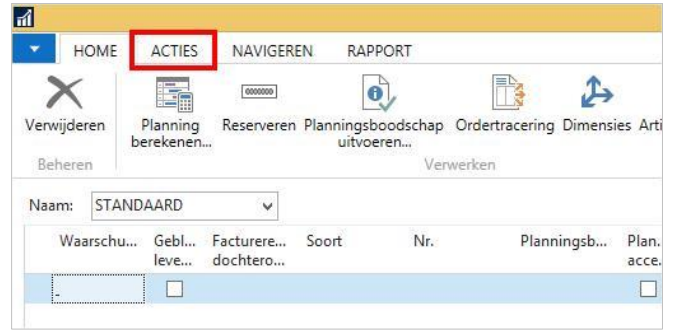 HOME ACTIES NAVIGEREN RAPPORT
Verwijderen
Planning
berekenen...
0000000
Reserveren
Planningsboodschap
uitvoeren...
Ordertracering
Dimensies
Arti
Beheren
Verwerken
Naam: STANDAARD
Waarschu... Gebl... Facturere... Soort Nr. Planningsb... Plan.
leve... dochtero... acce.
-